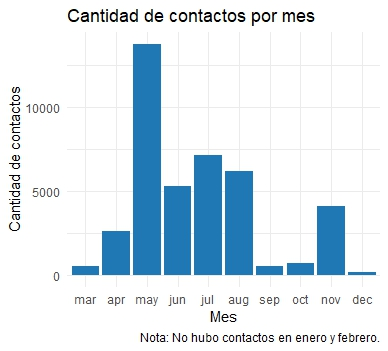 Cantidad de contactos por mes
Cantidad de contactos
10000
5000
0
mar apr may jun jul aug sep oct nov dec
Mes
Nota: No hubo contactos en enero y febrero.